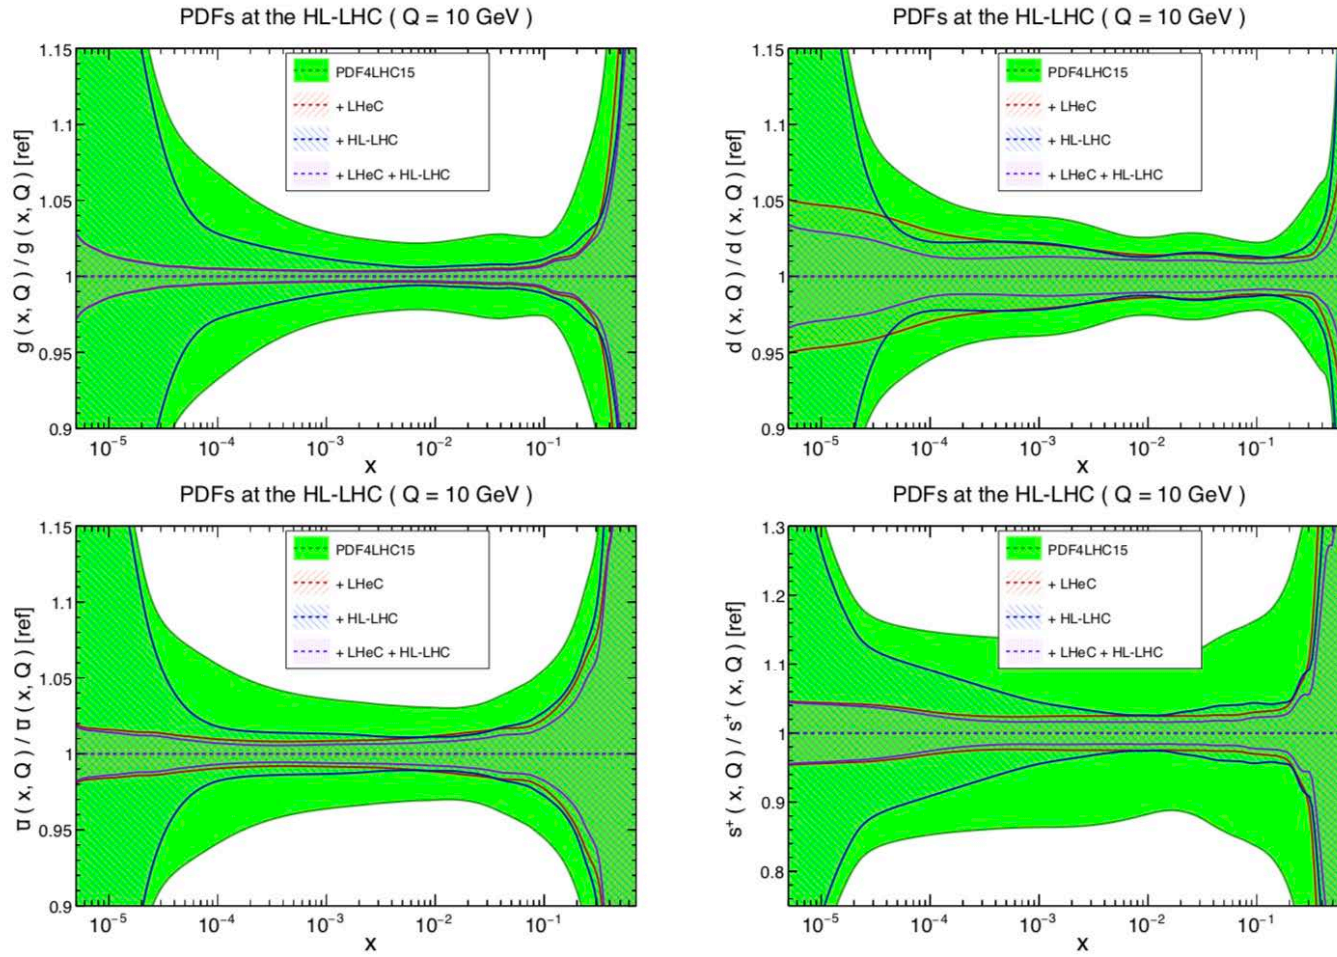 PDFs at the HL-LHC ( Q = 10 GeV )
g ( x, Q ) / g ( x, Q ) [ref]
1.15
1.1
1.05
1
0.95
0.9
PDF4LHC15
+ LHeC
+ HL-LHC
+ LHeC + HL-LHC
10⁻⁵ 10⁻⁴ 10⁻³ 10⁻² 10⁻¹
x
PDFs at the HL-LHC ( Q = 10 GeV )
d ( x, Q ) / d ( x, Q ) [ref]
1.15
1.1
1.05
1
0.95
0.9
PDF4LHC15
+ LHeC
+ HL-LHC
+ LHeC + HL-LHC
10⁻⁵ 10⁻⁴ 10⁻³ 10⁻² 10⁻¹
x
PDFs at the HL-LHC ( Q = 10 GeV )
ū ( x, Q ) / ū ( x, Q ) [ref]
1.15
1.1
1.05
1
0.95
0.9
PDF4LHC15
+ LHeC
+ HL-LHC
+ LHeC + HL-LHC
10⁻⁵ 10⁻⁴ 10⁻³ 10⁻² 10⁻¹
x
PDFs at the HL-LHC ( Q = 10 GeV )
s⁺ ( x, Q ) / s⁺ ( x, Q ) [ref]
1.3
1.2
1.1
1
0.9
0.8
PDF4LHC15
+ LHeC
+ HL-LHC
+ LHeC + HL-LHC
10⁻⁵ 10⁻⁴ 10⁻³ 10⁻² 10⁻¹
x